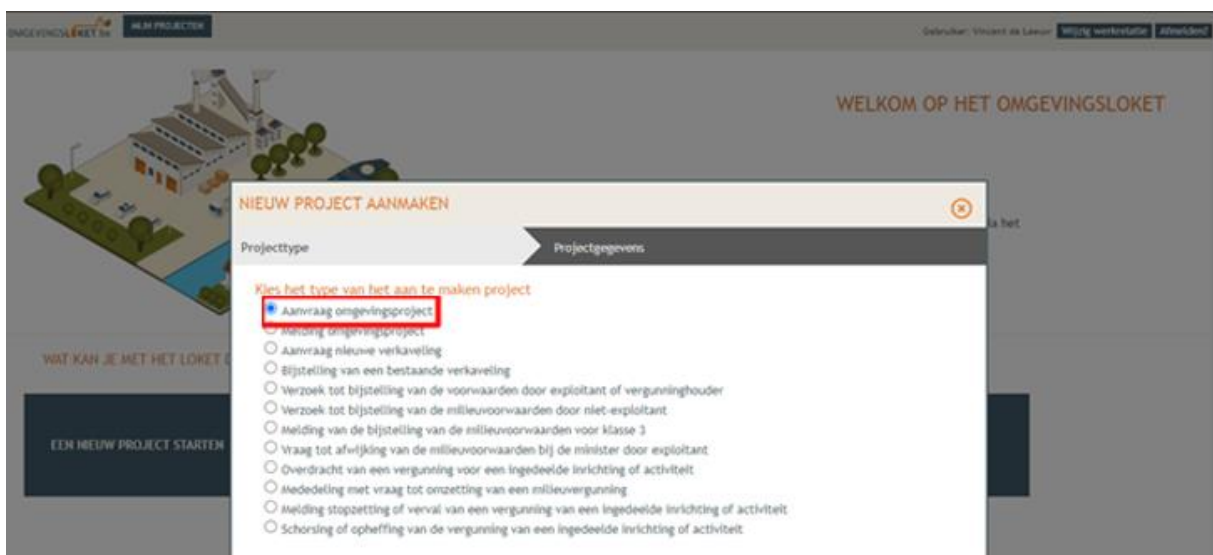 OMGEVINGSLOKET.be MIJN PROJECTEN Gebruiker: Vincent de Leeuw Wijzig werkrelatie Afmelden?
WELKOM OP HET OMGEVINGSLOKET
NIEUW PROJECT AANMAKEN
ia het
Projecttype Projectgegevens
Kies het type van het aan te maken project
Aanvraag omgevingsproject
Melding omgevingsproject
Aanvraag nieuwe verkaveling
WAT KAN JE MET HET LOKET
Bijstelling van een bestaande verkaveling
Verzoek tot bijstelling van de voorwaarden door exploitant of vergunninghouder
Verzoek tot bijstelling van de milieuvoorwaarden door niet-exploitant
Melding van de bijstelling van de milieuvoorwaarden voor klasse 3
EEN NIEUW PROJECT STARTEN
Vraag tot afwijking van de milieuvoorwaarden bij de minister door exploitant
Overdracht van een vergunning voor een ingedeelde inrichting of activiteit
Mededeling met vraag tot omzetting van een milieuvergunning
Melding stopzetting of verval van een vergunning van een ingedeelde inrichting of activiteit
Schorsing of opheffing van de vergunning van een ingedeelde inrichting of activiteit